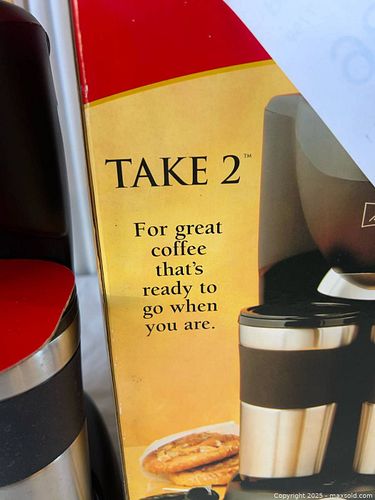 TAKE 2™
For great
coffee
that's
ready to
go when
you are.
Copyright 2025 - maxsold.com